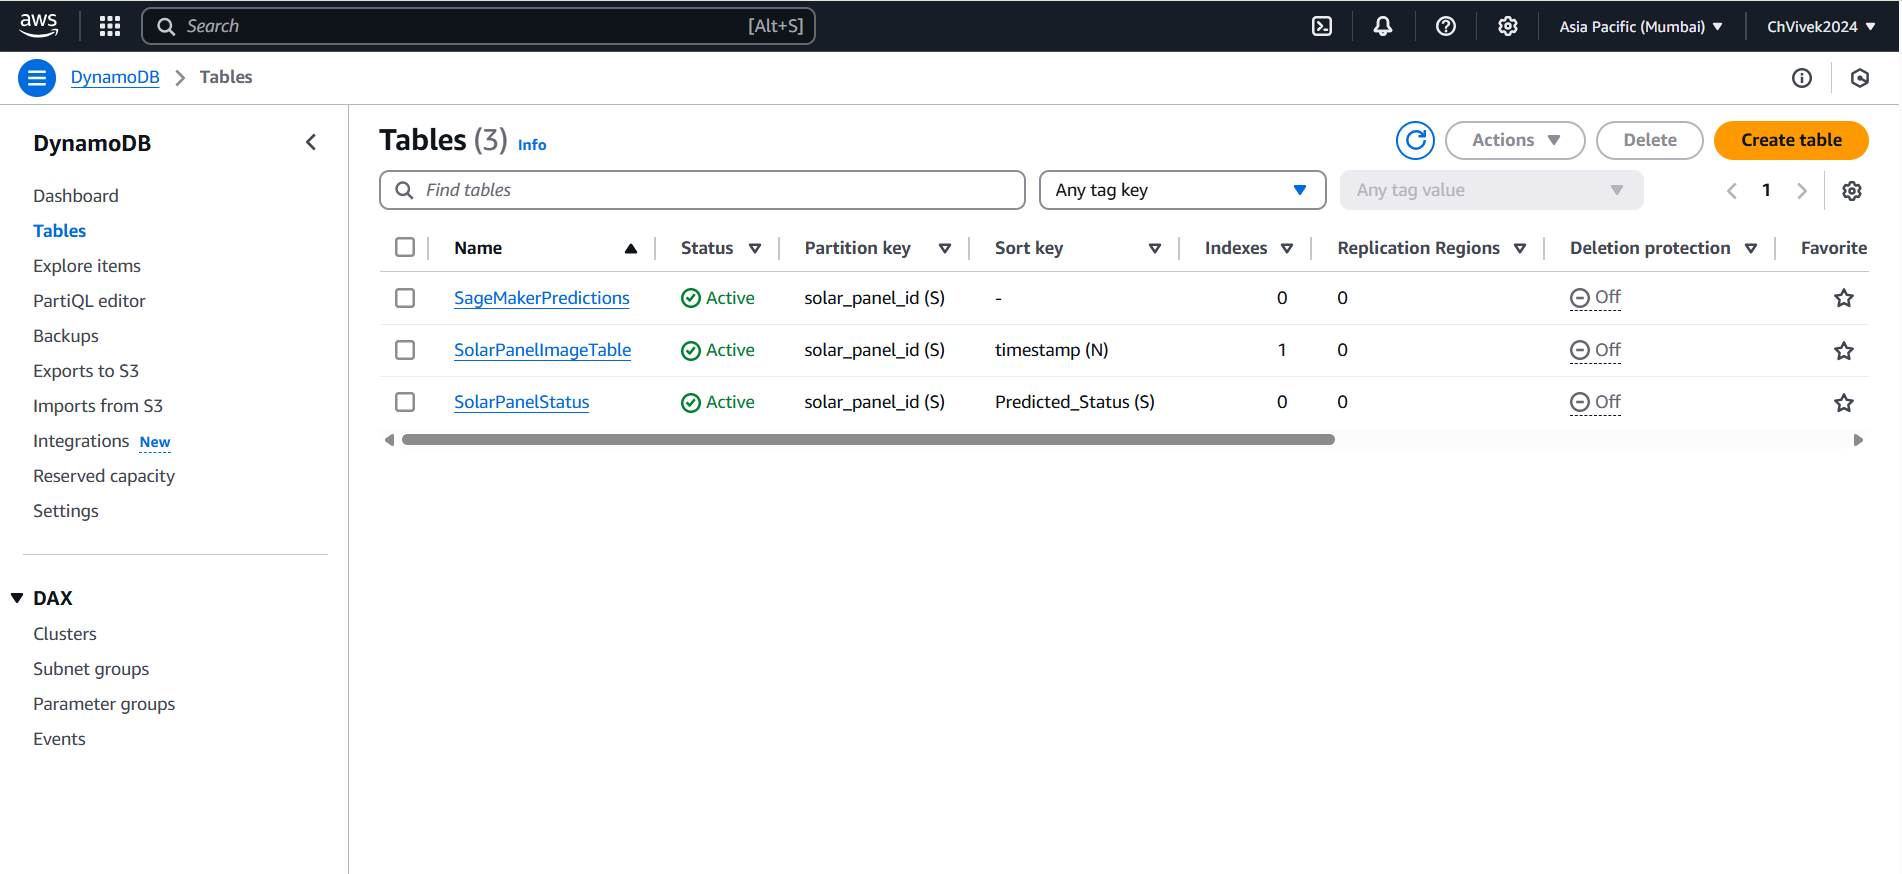 aws Search [Alt+S] Asia Pacific (Mumbai) ChVivek2024
DynamoDB Tables
DynamoDB
Dashboard
Tables
Explore items
PartiQL editor
Backups
Exports to S3
Imports from S3
Integrations New
Reserved capacity
Settings
DAX
Clusters
Subnet groups
Parameter groups
Events
Tables (3) Info Actions Delete Create table
Find tables Any tag key Any tag value 1
Name Status Partition key Sort key Indexes Replication Regions Deletion protection Favorite
SageMakerPredictions Active solar_panel_id (S) - 0 0 Off
SolarPanelImageTable Active solar_panel_id (S) timestamp (N) 1 0 Off
SolarPanelStatus Active solar_panel_id (S) Predicted_Status (S) 0 0 Off